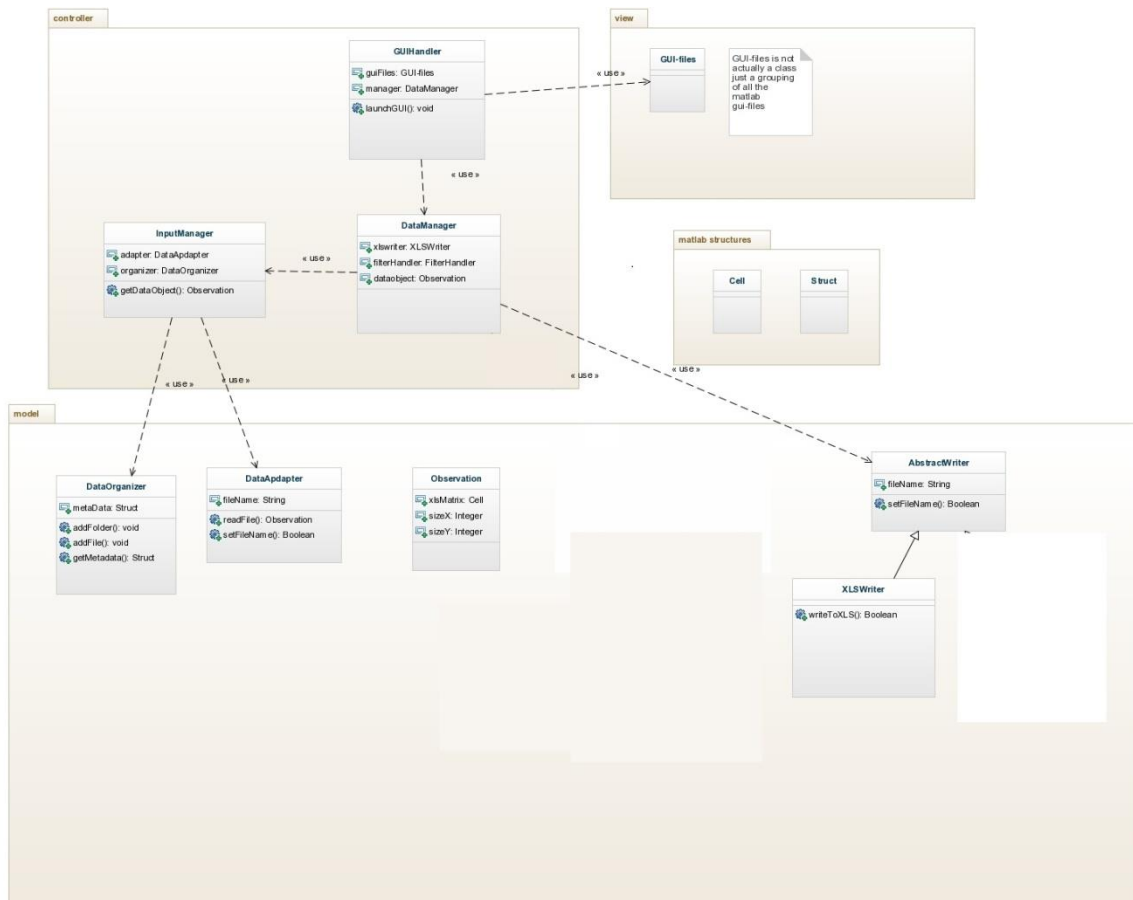 controller
GUIHandler
guiFiles: GUI-files
manager: DataManager
launchGUI(): void
« use »
view
GUI-files
GUI-files is not
actually a class
just a grouping
of all the
matlab
gui-files
« use »
InputManager
adapter: DataApdapter
organizer: DataOrganizer
getDataObject(): Observation
« use »
DataManager
xlswriter: XLSWriter
filterHandler: FilterHandler
dataobject: Observation
matlab structures
Cell
Struct
« use »
« use »
« use »
« use »
model
DataOrganizer
metaData: Struct
addFolder(): void
addFile(): void
getMetadata(): Struct
DataApdapter
fileName: String
readFile(): Observation
setFileName(): Boolean
Observation
xlsMatrix: Cell
sizeX: Integer
sizeY: Integer
AbstractWriter
fileName: String
setFileName(): Boolean
XLSWriter
writeToXLS(): Boolean